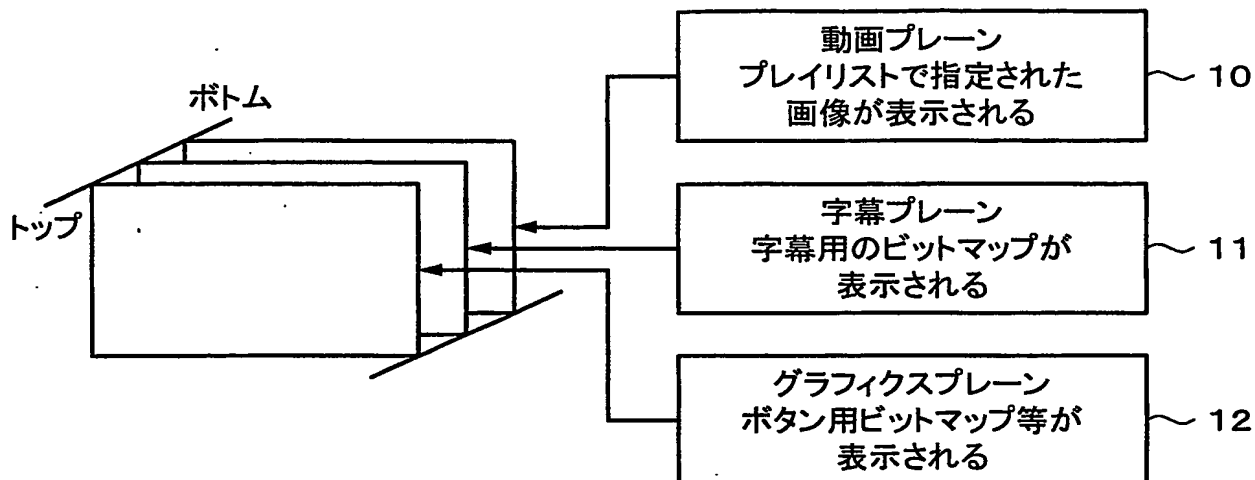 ボトム
トップ
動画プレーン
プレイリストで指定された
画像が表示される
10
字幕プレーン
字幕用のビットマップが
表示される
11
グラフィクスプレーン
ボタン用ビットマップ等が
表示される
12